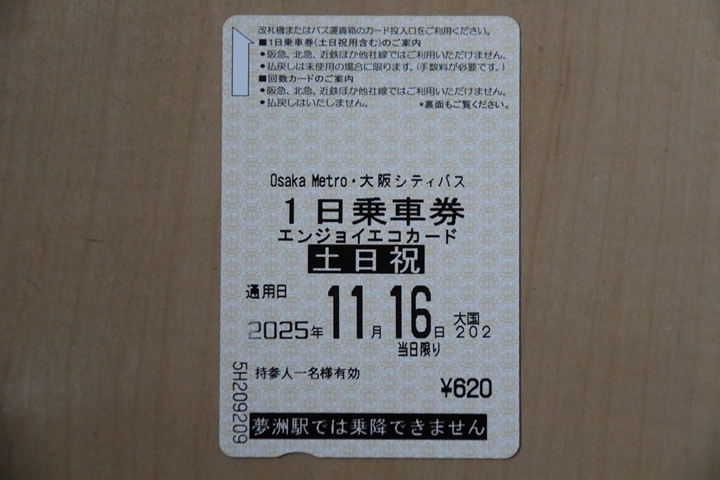 改札機またはバス運賃箱のカード投入口をご利用ください。
■1日乗車券(土日祝用含む)のご案内
●阪急、北急、近鉄ほか他社線ではご利用いただけません。
●払戻しは未使用の場合に限ります。(手数料が必要です。)
■回数カードのご案内
●阪急、北急、近鉄ほか他社線ではご利用いただけません。
●払戻しはいたしません。 *裏面もご覧ください。
Osaka Metro・大阪シティバス
1日乗車券
エンジョイエコカード
土日祝
通用日
2025年11月16日 大国
202
当日限り
持参人一名様有効
¥620
5H209209
夢洲駅では乗降できません